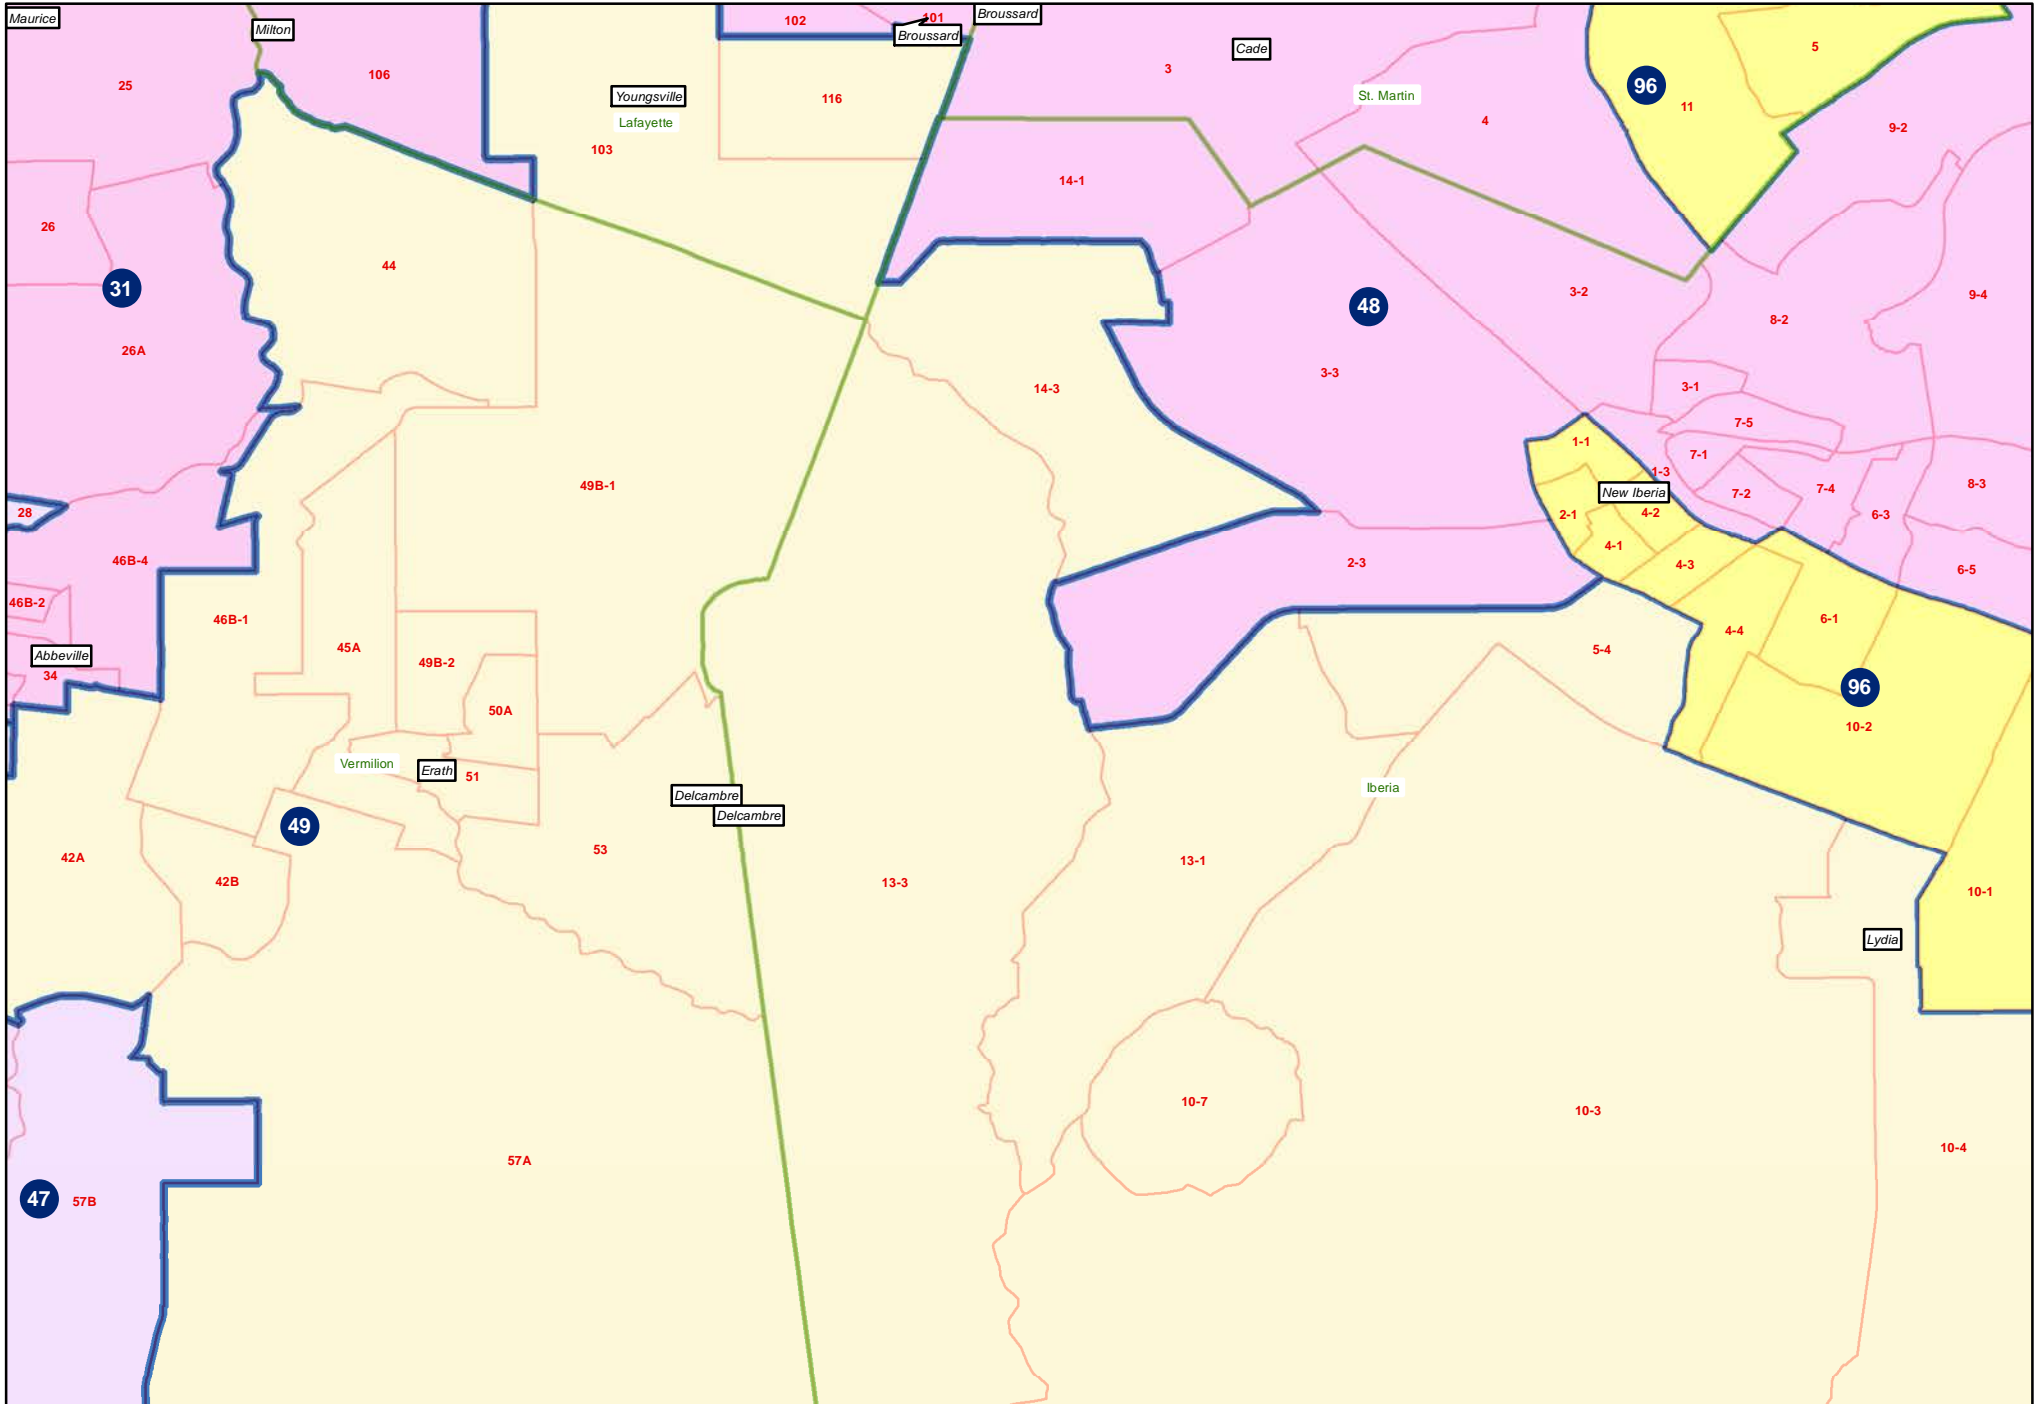 Maurice
Milton
102
101
Broussard
Broussard
Cade
5
106
3
25
Youngsville
116
St. Martin
96
11
Lafayette
4
9-2
103
14-1
26
44
31
48
3-2
9-4
8-2
26A
3-3
14-3
3-1
7-5
1-1
7-1
1-3
49B-1
New Iberia
7-2
7-4
8-3
28
2-1
4-2
6-3
4-1
46B-4
2-3
4-3
6-5
46B-2
46B-1
6-1
4-4
45A
5-4
Abbeville
49B-2
34
96
50A
10-2
Vermilion
Erath
51
Iberia
Delcambre
Delcambre
49
53
42A
13-1
42B
13-3
10-1
Lydia
10-7
10-3
10-4
57A
47
57B